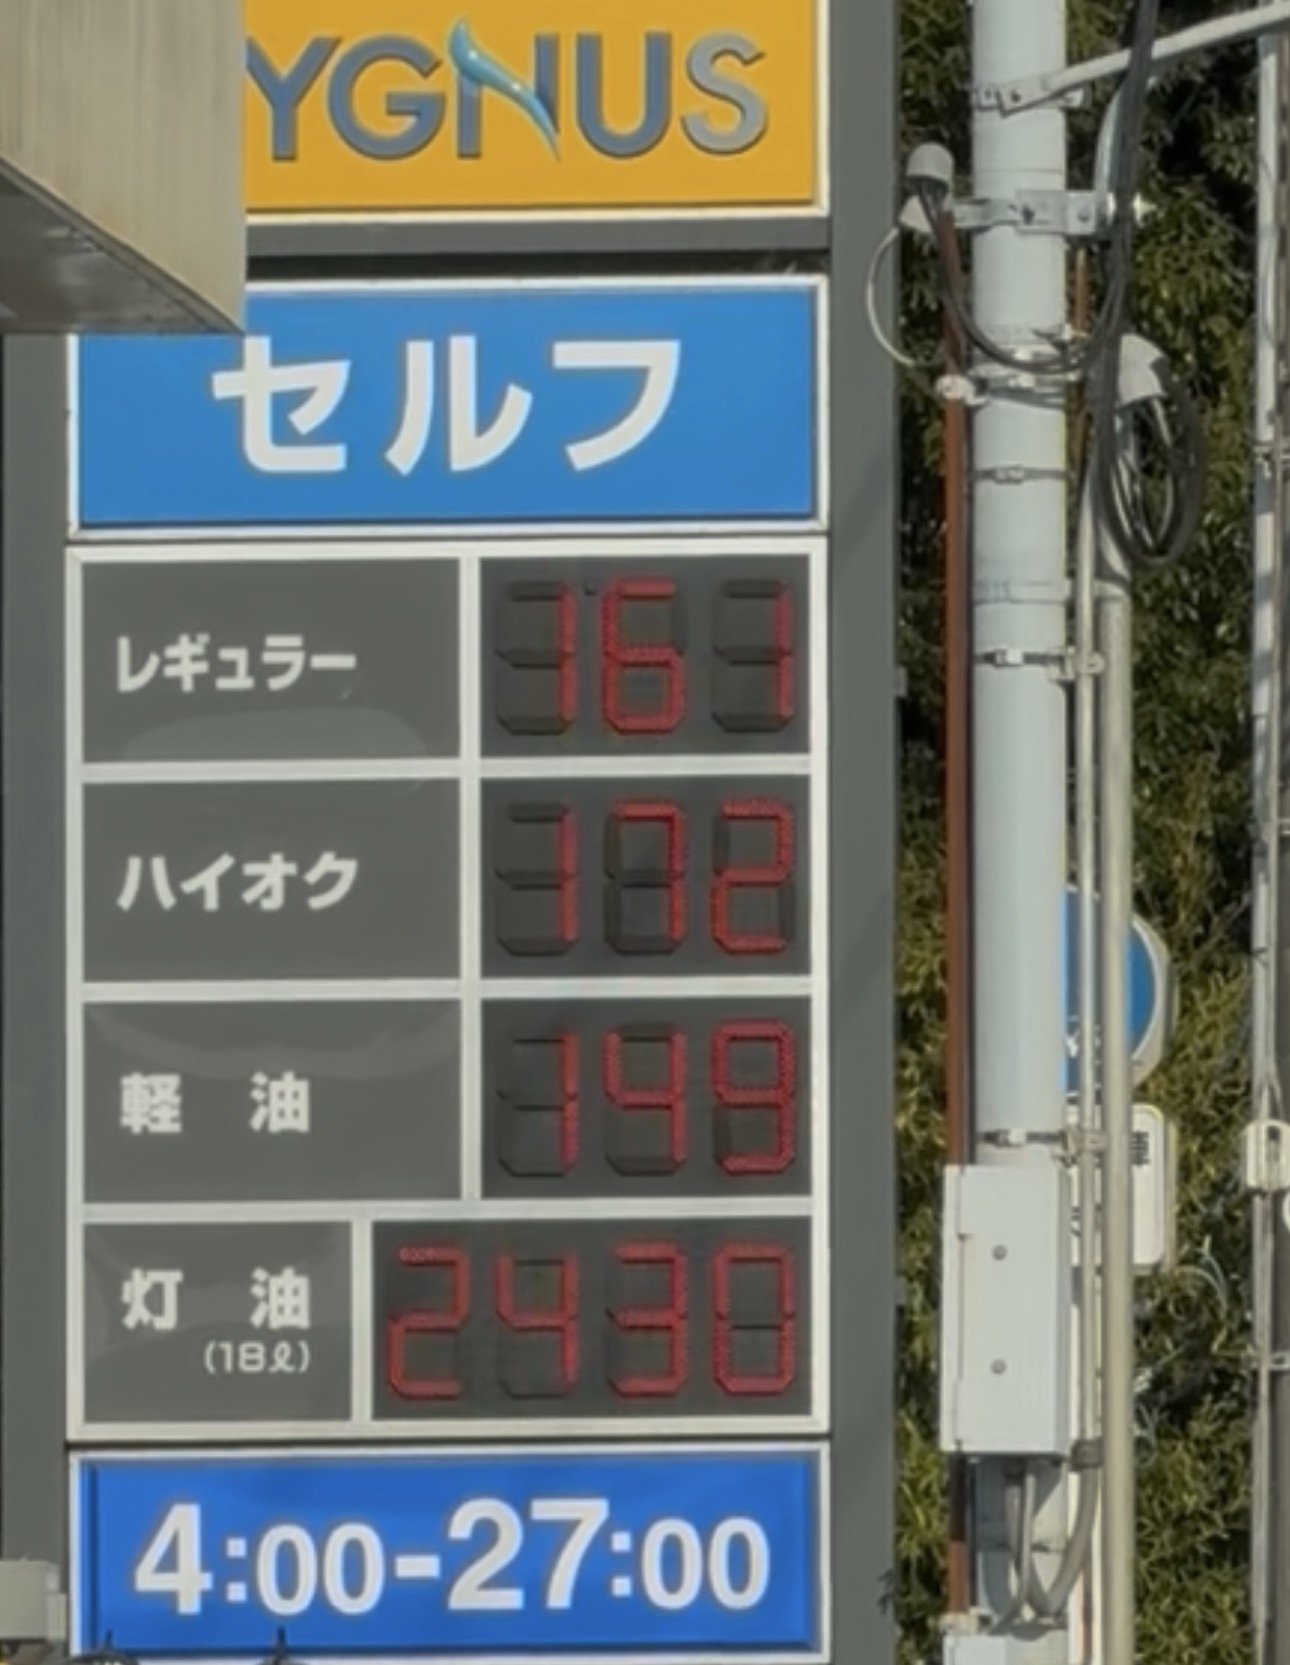 YGNUS
セルフ
レギュラー 161
ハイオク 172
軽油 149
灯油 2430
(18ℓ)
4:00-27:00